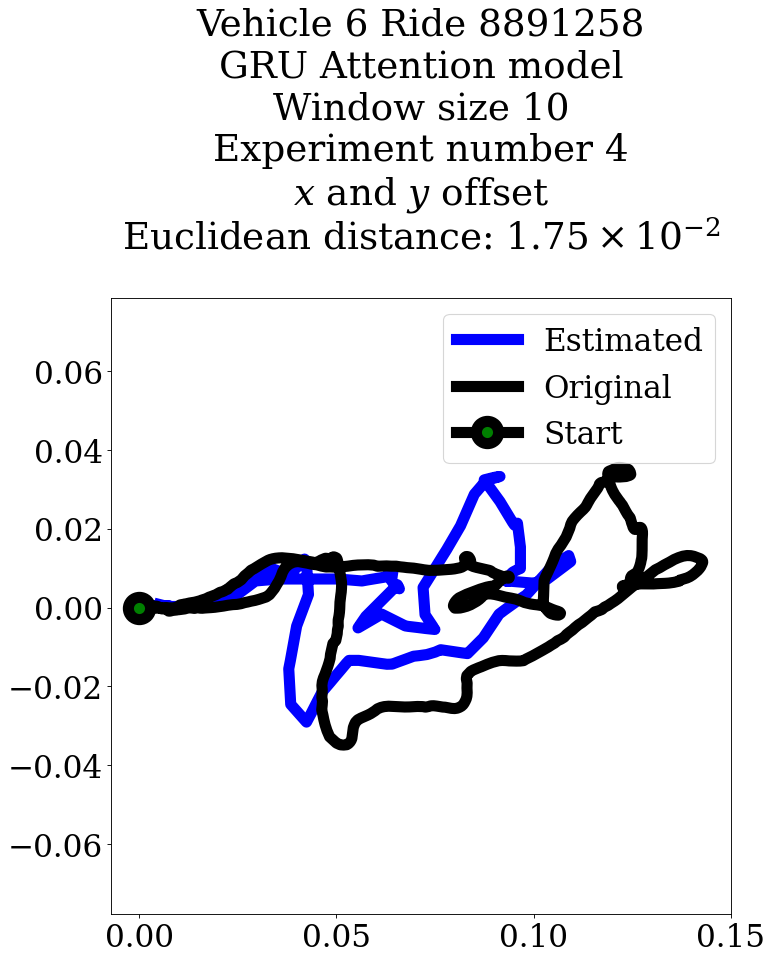 Vehicle 6 Ride 8891258
GRU Attention model
Window size 10
Experiment number 4
x and y offset
Euclidean distance: 1.75 × 10⁻²
Estimated
Original
Start
0.06
0.04
0.02
0.00
−0.02
−0.04
−0.06
0.00 0.05 0.10 0.15